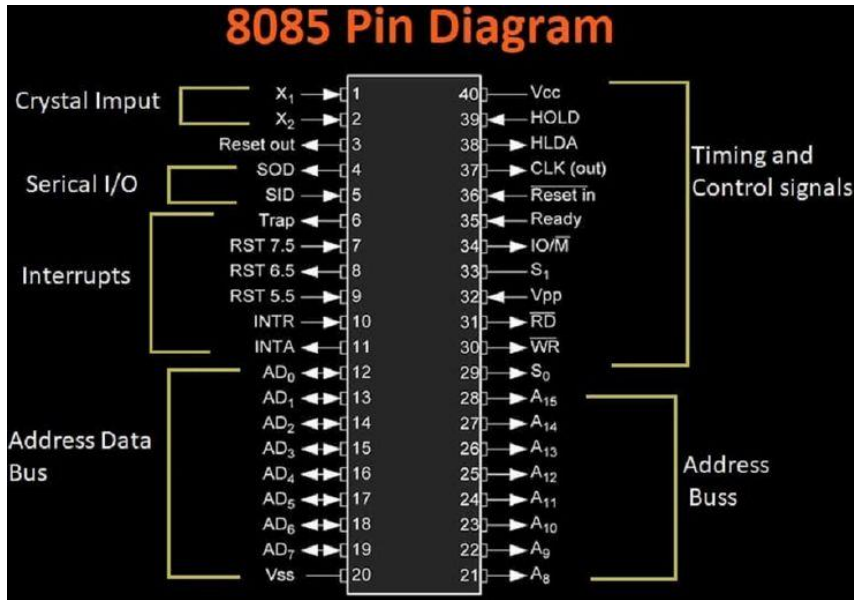 8085 Pin Diagram
Crystal Imput
Serical I/O
Interrupts
Address Data
Bus
X₁ 1
X₂ 2
Reset out 3
SOD 4
SID 5
Trap 6
RST 7.5 7
RST 6.5 8
RST 5.5 9
INTR 10
INTA 11
AD₀ 12
AD₁ 13
AD₂ 14
AD₃ 15
AD₄ 16
AD₅ 17
AD₆ 18
AD₇ 19
Vss 20
40 Vcc
39 HOLD
38 HLDA
37 CLK (out)
36 R̅e̅s̅e̅t̅ ̅i̅n̅
35 Ready
34 IO/M̅
33 S₁
32 Vpp
31 R̅D̅
30 W̅R̅
29 S₀
28 A₁₅
27 A₁₄
26 A₁₃
25 A₁₂
24 A₁₁
23 A₁₀
22 A₉
21 A₈
Timing and
Control signals
Address
Buss